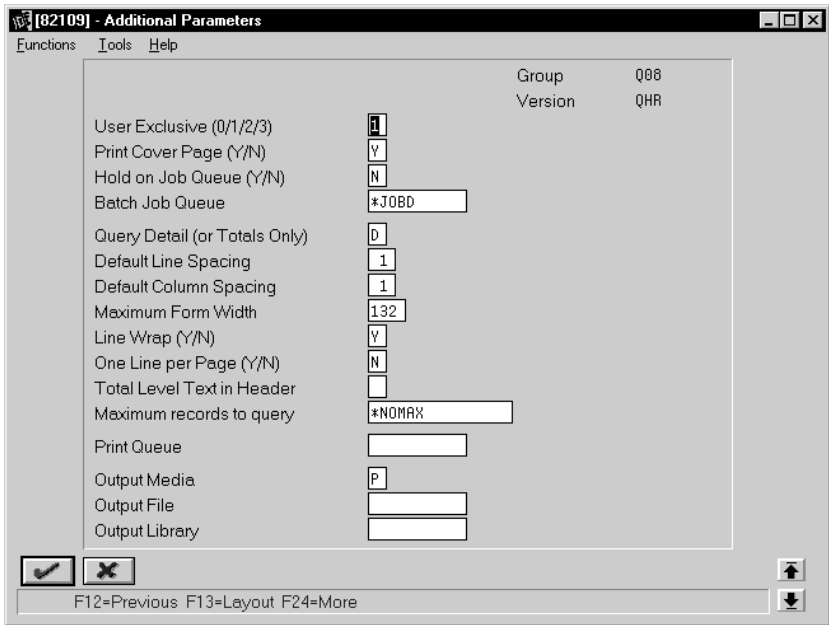 [82109] - Additional Parameters
Functions Tools Help
Group Q08
Version QHR
User Exclusive (0/1/2/3) 1
Print Cover Page (Y/N) Y
Hold on Job Queue (Y/N) N
Batch Job Queue *JOBD
Query Detail (or Totals Only) D
Default Line Spacing 1
Default Column Spacing 1
Maximum Form Width 132
Line Wrap (Y/N) Y
One Line per Page (Y/N) N
Total Level Text in Header
Maximum records to query *NOMAX
Print Queue
Output Media P
Output File
Output Library
F12=Previous F13=Layout F24=More